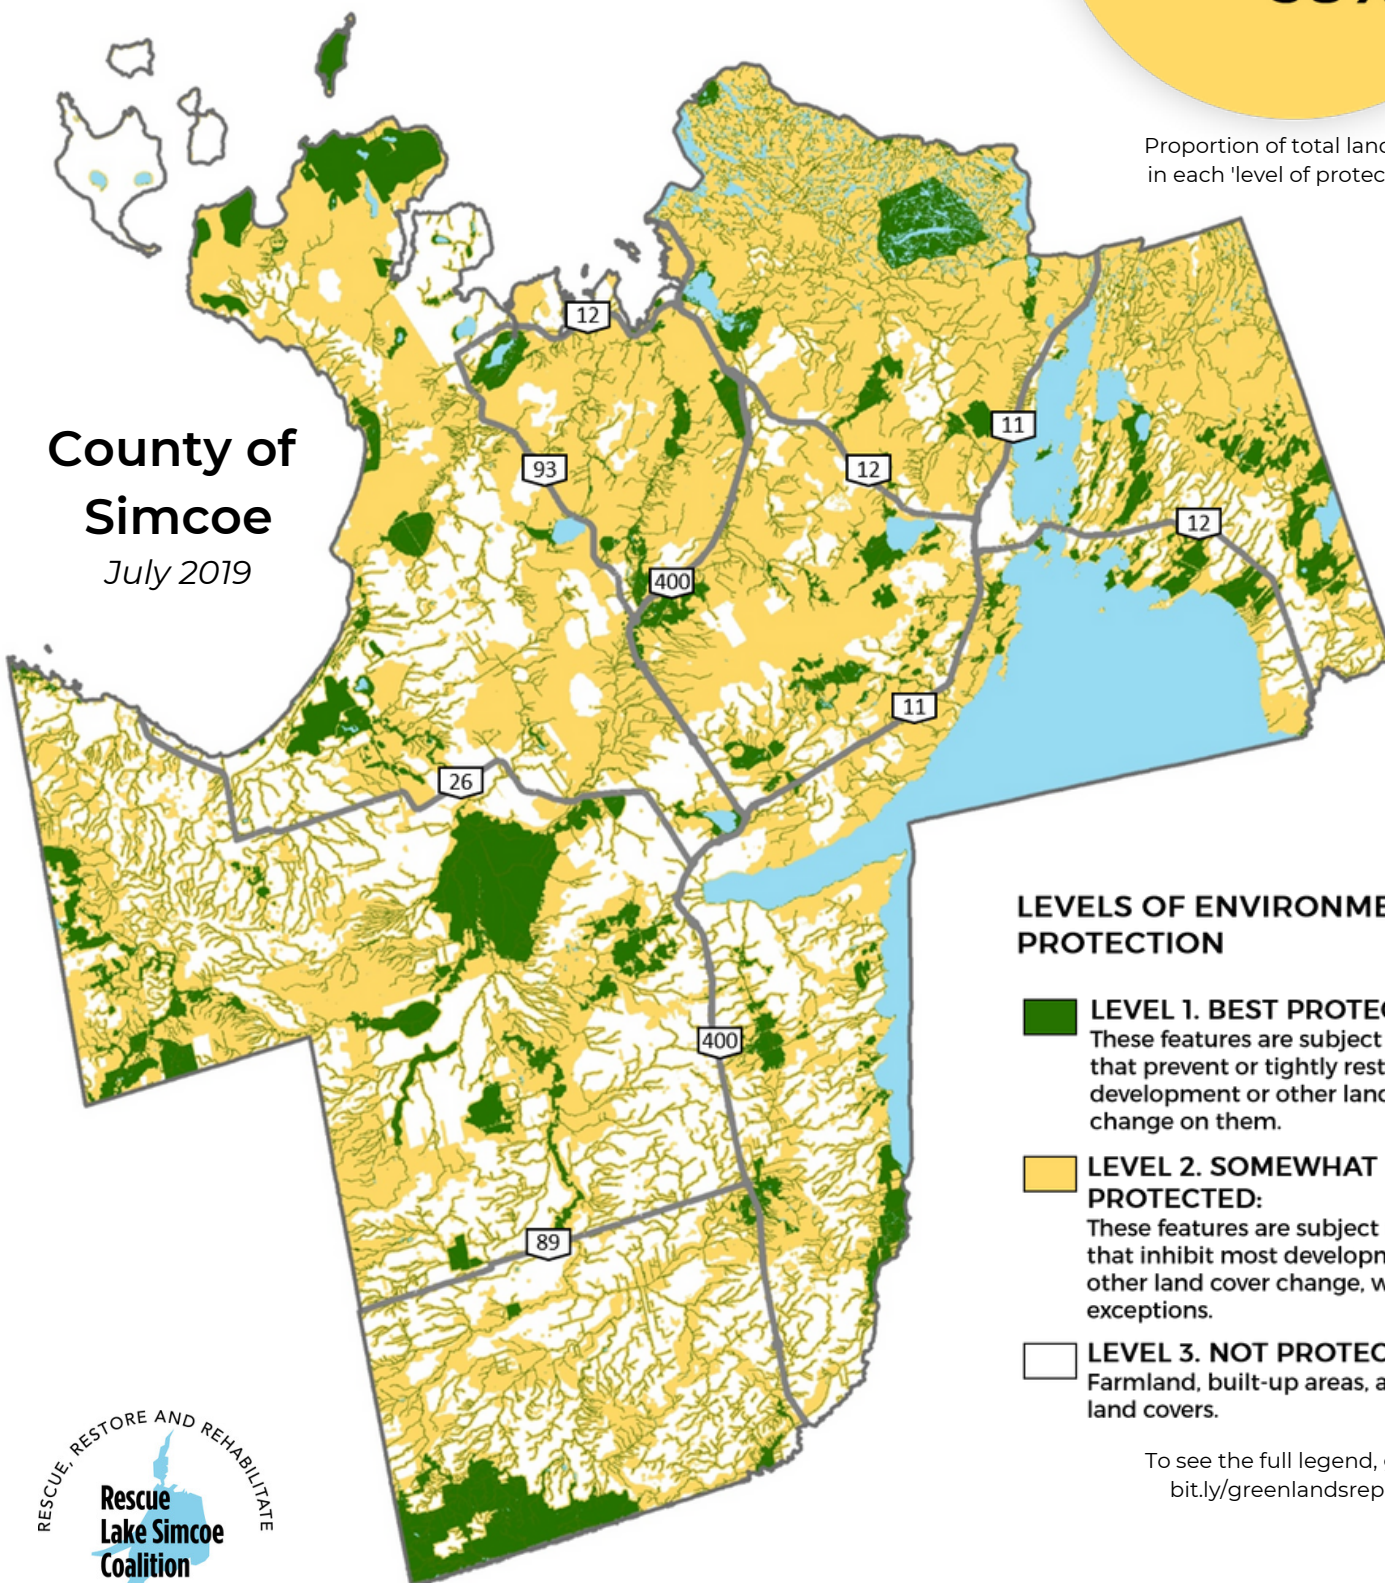 Proportion of total land
in each 'level of protec
County of
Simcoe
July 2019
12
11
93
12
12
400
11
26
400
89
LEVELS OF ENVIRONME
PROTECTION
LEVEL 1. BEST PROTEC
These features are subject
that prevent or tightly rest
development or other land
change on them.
LEVEL 2. SOMEWHAT
PROTECTED:
These features are subject
that inhibit most developm
other land cover change, w
exceptions.
LEVEL 3. NOT PROTEC
Farmland, built-up areas, a
land covers.
To see the full legend,
bit.ly/greenlandsrep
RESCUE, RESTORE AND REHABILITATE
Rescue
Lake Simcoe
Coalition